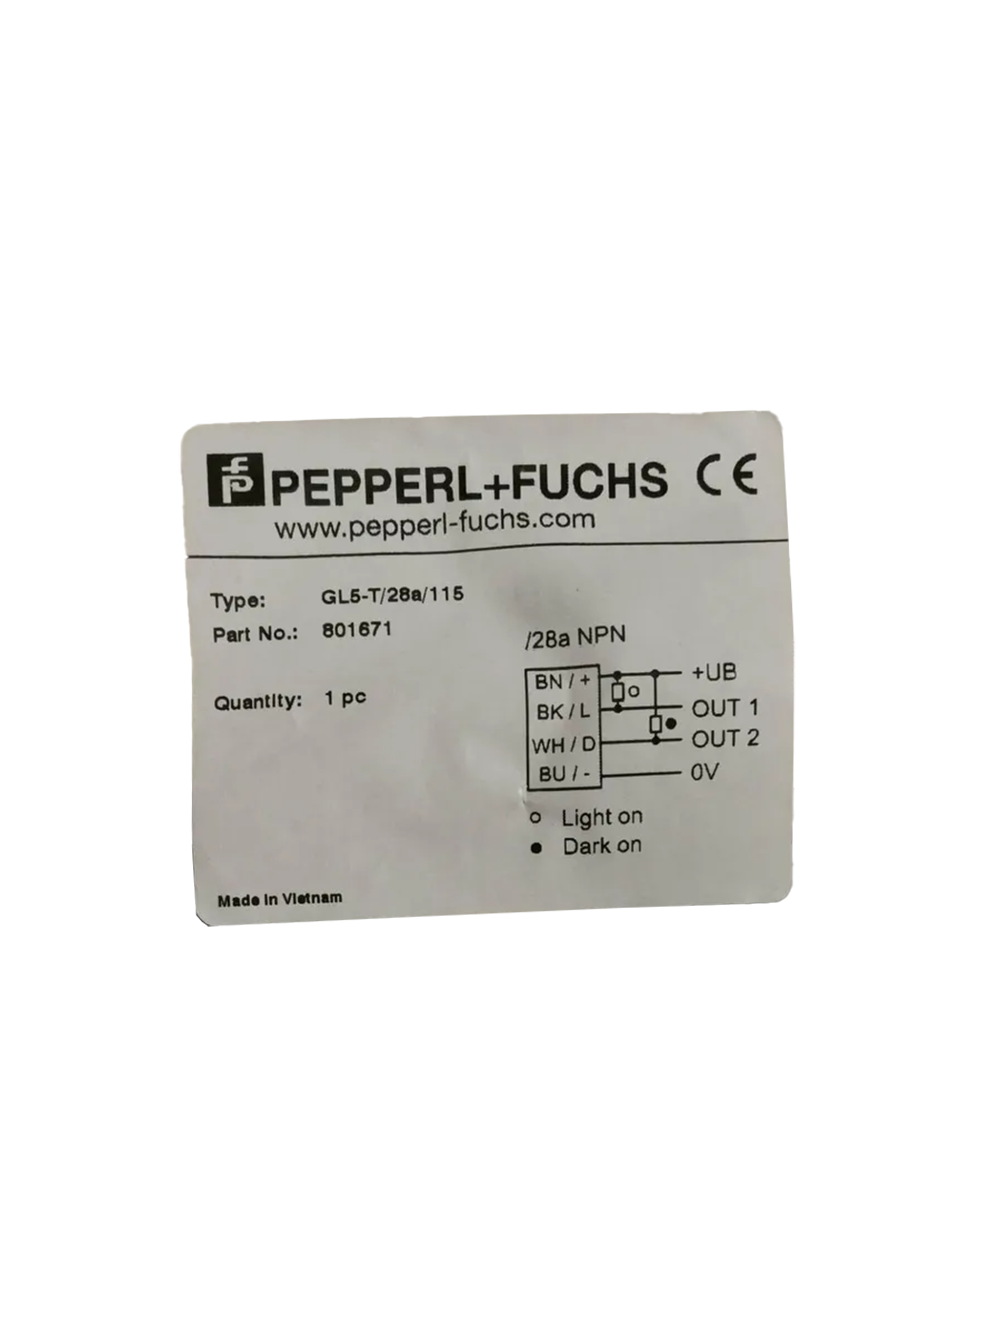 fP PEPPERL+FUCHS CE
www.pepperl-fuchs.com
Type: GL5-T/28a/115
Part No.: 801671
Quantity: 1 pc
/28a NPN
BN / + +UB
BK / L OUT 1
WH / D OUT 2
BU / - 0V
Light on
Dark on
Made in Vietnam